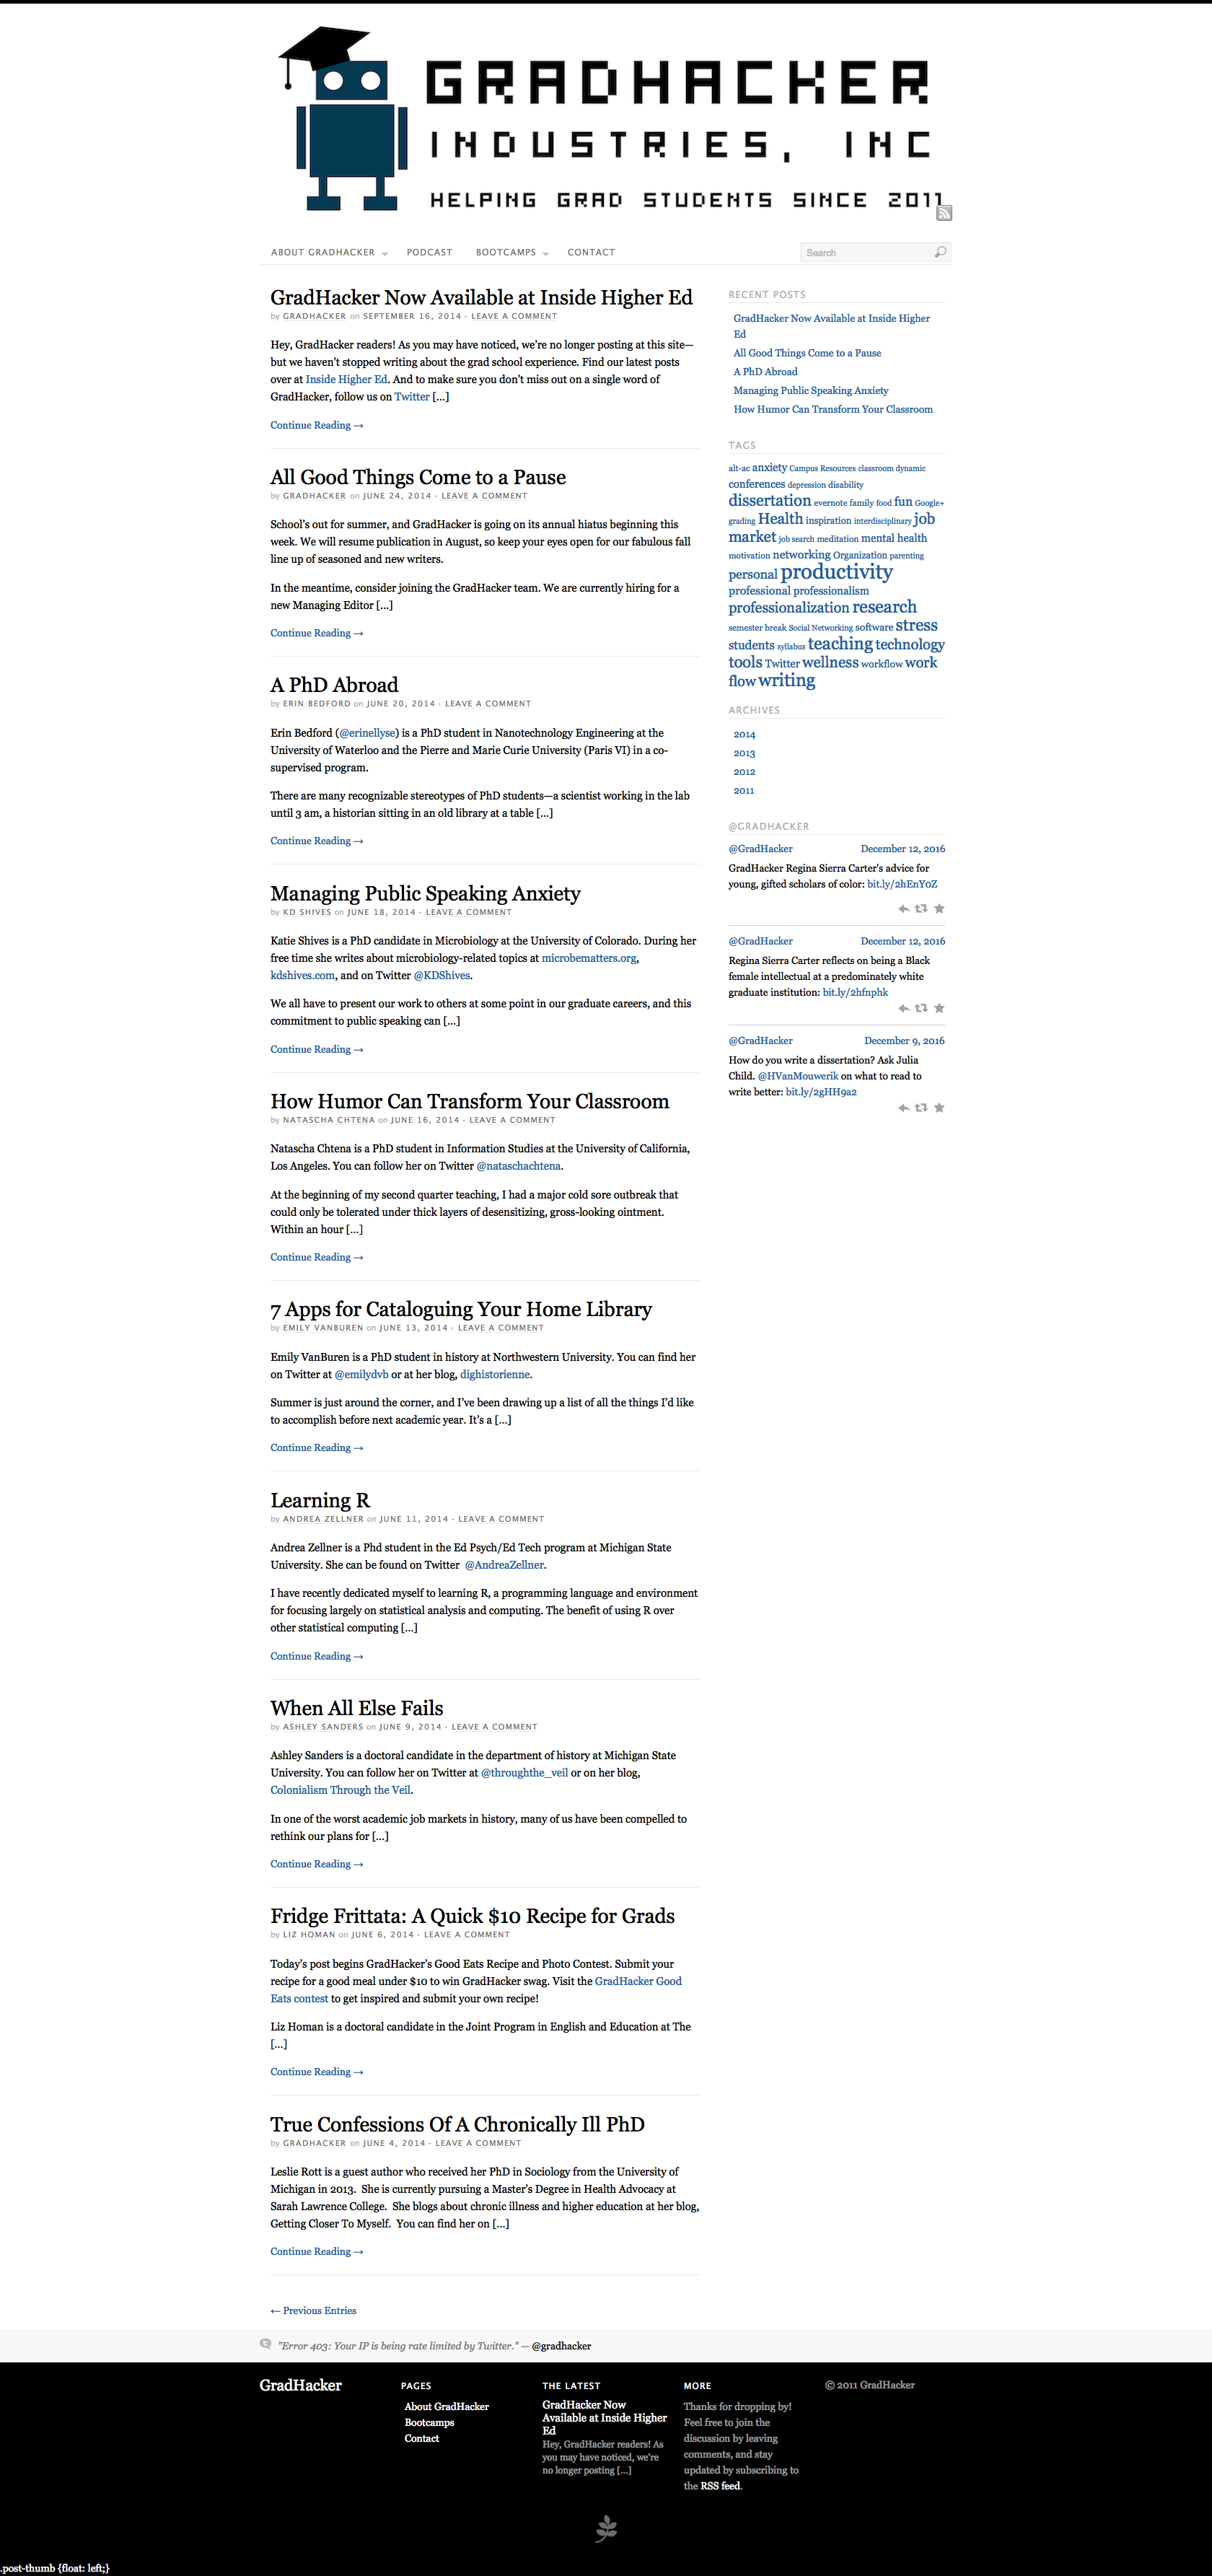 GRADHACKER
INDUSTRIES, INC
HELPING GRAD STUDENTS SINCE 2011
ABOUT GRADHACKER PODCAST BOOTCAMPS CONTACT
Search
GradHacker Now Available at Inside Higher Ed
by GRADHACKER on SEPTEMBER 16, 2014 · LEAVE A COMMENT
Hey, GradHacker readers! As you may have noticed, we're no longer posting at this site—
but we haven't stopped writing about the grad school experience. Find our latest posts
over at Inside Higher Ed. And to make sure you don't miss out on a single word of
GradHacker, follow us on Twitter [...]
Continue Reading →
All Good Things Come to a Pause
by GRADHACKER on JUNE 24, 2014 · LEAVE A COMMENT
School's out for summer, and GradHacker is going on its annual hiatus beginning this
week. We will resume publication in August, so keep your eyes open for our fabulous fall
line up of seasoned and new writers.
In the meantime, consider joining the GradHacker team. We are currently hiring for a
new Managing Editor [...]
Continue Reading →
A PhD Abroad
by ERIN BEDFORD on JUNE 20, 2014 · LEAVE A COMMENT
Erin Bedford (@erinellyse) is a PhD student in Nanotechnology Engineering at the
University of Waterloo and the Pierre and Marie Curie University (Paris VI) in a co-
supervised program.
There are many recognizable stereotypes of PhD students—a scientist working in the lab
until 3 am, a historian sitting in an old library at a table [...]
Continue Reading →
Managing Public Speaking Anxiety
by KD SHIVES on JUNE 18, 2014 · LEAVE A COMMENT
Katie Shives is a PhD candidate in Microbiology at the University of Colorado. During her
free time she writes about microbiology-related topics at microbematters.org,
kdshives.com, and on Twitter @KDShives.
We all have to present our work to others at some point in our graduate careers, and this
commitment to public speaking can [...]
Continue Reading →
How Humor Can Transform Your Classroom
by NATASCHA CHTENA on JUNE 16, 2014 · LEAVE A COMMENT
Natascha Chtena is a PhD student in Information Studies at the University of California,
Los Angeles. You can follow her on Twitter @nataschachtena.
At the beginning of my second quarter teaching, I had a major cold sore outbreak that
could only be tolerated under thick layers of desensitizing, gross-looking ointment.
Within an hour [...]
Continue Reading →
7 Apps for Cataloguing Your Home Library
by EMILY VANBUREN on JUNE 13, 2014 · LEAVE A COMMENT
Emily VanBuren is a PhD student in history at Northwestern University. You can find her
on Twitter at @emilydvb or at her blog, dighistorienne.
Summer is just around the corner, and I've been drawing up a list of all the things I'd like
to accomplish before next academic year. It's a [...]
Continue Reading →
Learning R
by ANDREA ZELLNER on JUNE 11, 2014 · LEAVE A COMMENT
Andrea Zellner is a Phd student in the Ed Psych/Ed Tech program at Michigan State
University. She can be found on Twitter @AndreaZellner.
I have recently dedicated myself to learning R, a programming language and environment
for focusing largely on statistical analysis and computing. The benefit of using R over
other statistical computing [...]
Continue Reading →
When All Else Fails
by ASHLEY SANDERS on JUNE 9, 2014 · LEAVE A COMMENT
Ashley Sanders is a doctoral candidate in the department of history at Michigan State
University. You can follow her on Twitter at @throughthe_veil or on her blog,
Colonialism Through the Veil.
In one of the worst academic job markets in history, many of us have been compelled to
rethink our plans for [...]
Continue Reading →
Fridge Frittata: A Quick $10 Recipe for Grads
by LIZ HOMAN on JUNE 6, 2014 · LEAVE A COMMENT
Today's post begins GradHacker's Good Eats Recipe and Photo Contest. Submit your
recipe for a good meal under $10 to win GradHacker swag. Visit the GradHacker Good
Eats contest to get inspired and submit your own recipe!
Liz Homan is a doctoral candidate in the Joint Program in English and Education at The
[...]
Continue Reading →
True Confessions Of A Chronically Ill PhD
by GRADHACKER on JUNE 4, 2014 · LEAVE A COMMENT
Leslie Rott is a guest author who received her PhD in Sociology from the University of
Michigan in 2013. She is currently pursuing a Master's Degree in Health Advocacy at
Sarah Lawrence College. She blogs about chronic illness and higher education at her blog,
Getting Closer To Myself. You can find her on [...]
Continue Reading →
← Previous Entries
RECENT POSTS
GradHacker Now Available at Inside Higher
Ed
All Good Things Come to a Pause
A PhD Abroad
Managing Public Speaking Anxiety
How Humor Can Transform Your Classroom
TAGS
alt-ac anxiety Campus Resources classroom dynamic
conferences depression disability
dissertation evernote family food fun Google+
grading Health inspiration interdisciplinary job
market job search meditation mental health
motivation networking Organization parenting
personal productivity
professional professionalism
professionalization research
semester break Social Networking software stress
students syllabus teaching technology
tools Twitter wellness workflow work
flow writing
ARCHIVES
2014
2013
2012
2011
@GRADHACKER
@GradHacker December 12, 2016
GradHacker Regina Sierra Carter's advice for
young, gifted scholars of color: bit.ly/2hEnYoZ
@GradHacker December 12, 2016
Regina Sierra Carter reflects on being a Black
female intellectual at a predominately white
graduate institution: bit.ly/2hfnphk
@GradHacker December 9, 2016
How do you write a dissertation? Ask Julia
Child. @HVanMouwerik on what to read to
write better: bit.ly/2gHH9a2
"Error 403: Your IP is being rate limited by Twitter." — @gradhacker
GradHacker
PAGES
About GradHacker
Bootcamps
Contact
THE LATEST
GradHacker Now
Available at Inside Higher
Ed
Hey, GradHacker readers! As
you may have noticed, we're
no longer posting [...]
MORE
Thanks for dropping by!
Feel free to join the
discussion by leaving
comments, and stay
updated by subscribing to
the RSS feed.
© 2011 GradHacker
.post-thumb {float: left;}